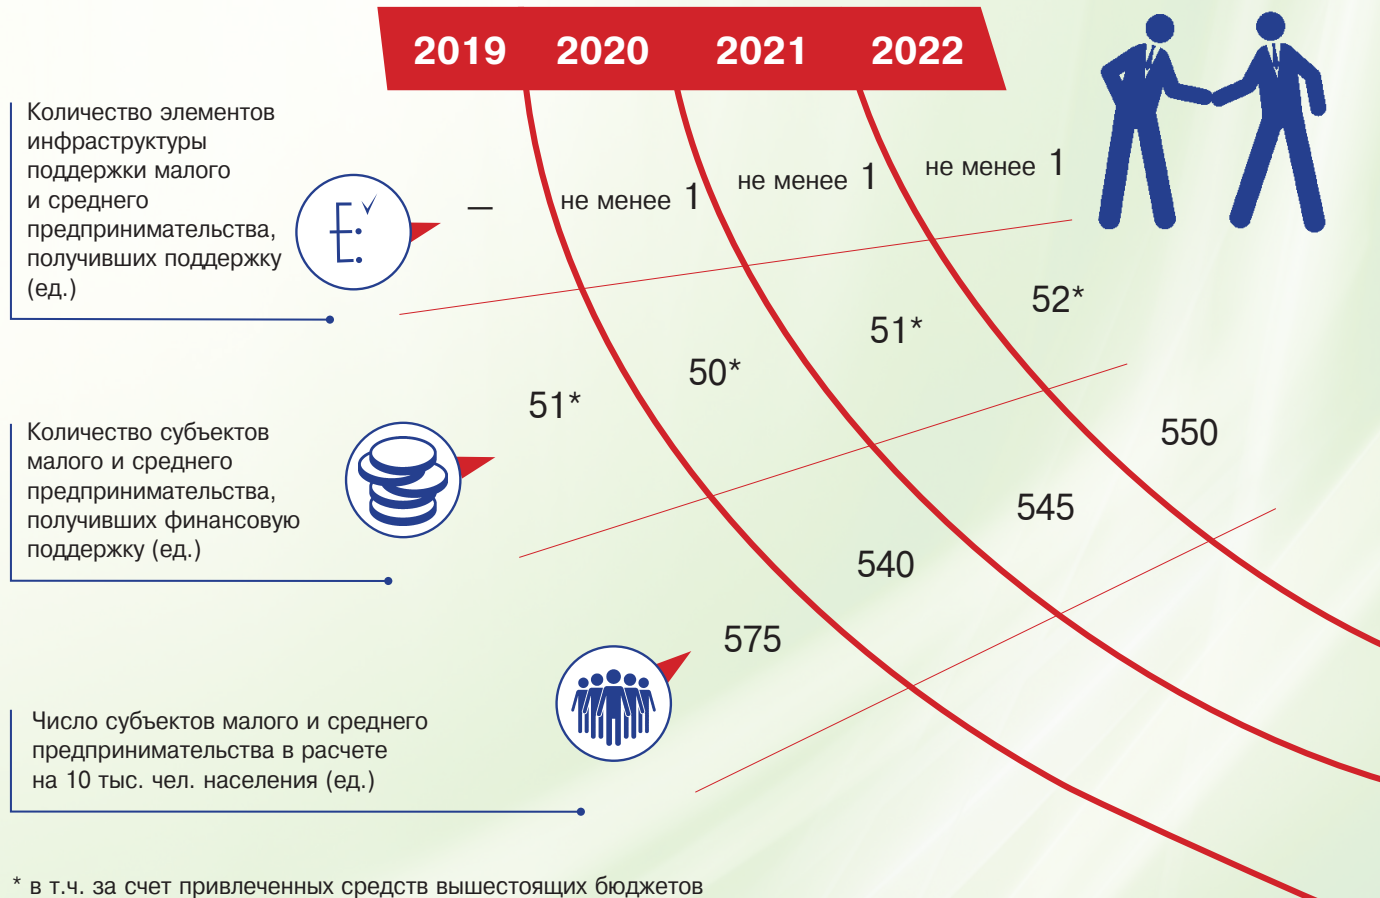 2019 2020 2021 2022
Количество элементов
инфраструктуры
поддержки малого
и среднего
предпринимательства,
получивших поддержку
(ед.)
– не менее 1 не менее 1 не менее 1
Количество субъектов
малого и среднего
предпринимательства,
получивших финансовую
поддержку (ед.)
51* 50* 51* 52*
Число субъектов малого и среднего
предпринимательства в расчете
на 10 тыс. чел. населения (ед.)
575 540 545 550
* в т.ч. за счет привлеченных средств вышестоящих бюджетов